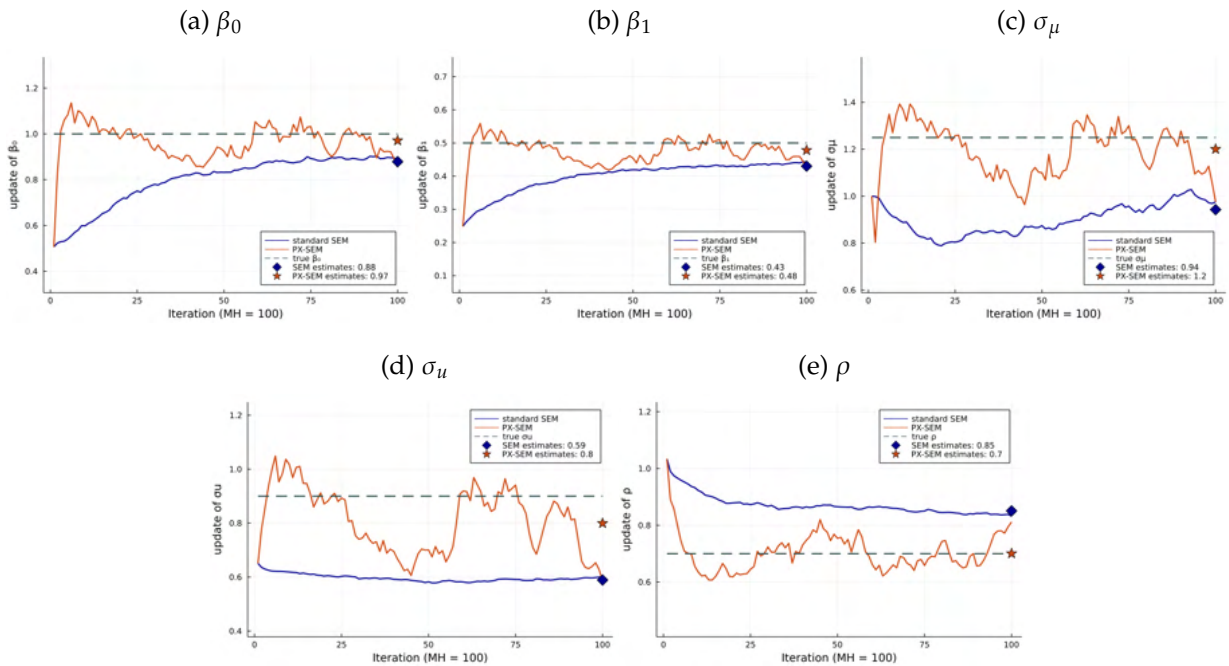 (a) β₀
(b) β₁
(c) σ_μ
update of β₀
1.2
1.0
0.8
0.6
0.4
standard SEM
PX-SEM
true β₀
SEM estimates: 0.88
PX-SEM estimates: 0.97
0
25
50
75
100
Iteration (MH = 100)
update of β₁
0.7
0.6
0.5
0.4
0.3
0.2
0.1
standard SEM
PX-SEM
true β₁
SEM estimates: 0.43
PX-SEM estimates: 0.48
0
25
50
75
100
Iteration (MH = 100)
update of σμ
1.4
1.2
1.0
0.8
0.6
standard SEM
PX-SEM
true σμ
SEM estimates: 0.94
PX-SEM estimates: 1.2
0
25
50
75
100
Iteration (MH = 100)
(d) σ_u
(e) ρ
update of σu
1.2
1.0
0.8
0.6
0.4
standard SEM
PX-SEM
true σu
SEM estimates: 0.59
PX-SEM estimates: 0.8
0
25
50
75
100
Iteration (MH = 100)
update of ρ
1.2
1.0
0.8
0.6
standard SEM
PX-SEM
true ρ
SEM estimates: 0.85
PX-SEM estimates: 0.7
0
25
50
75
100
Iteration (MH = 100)